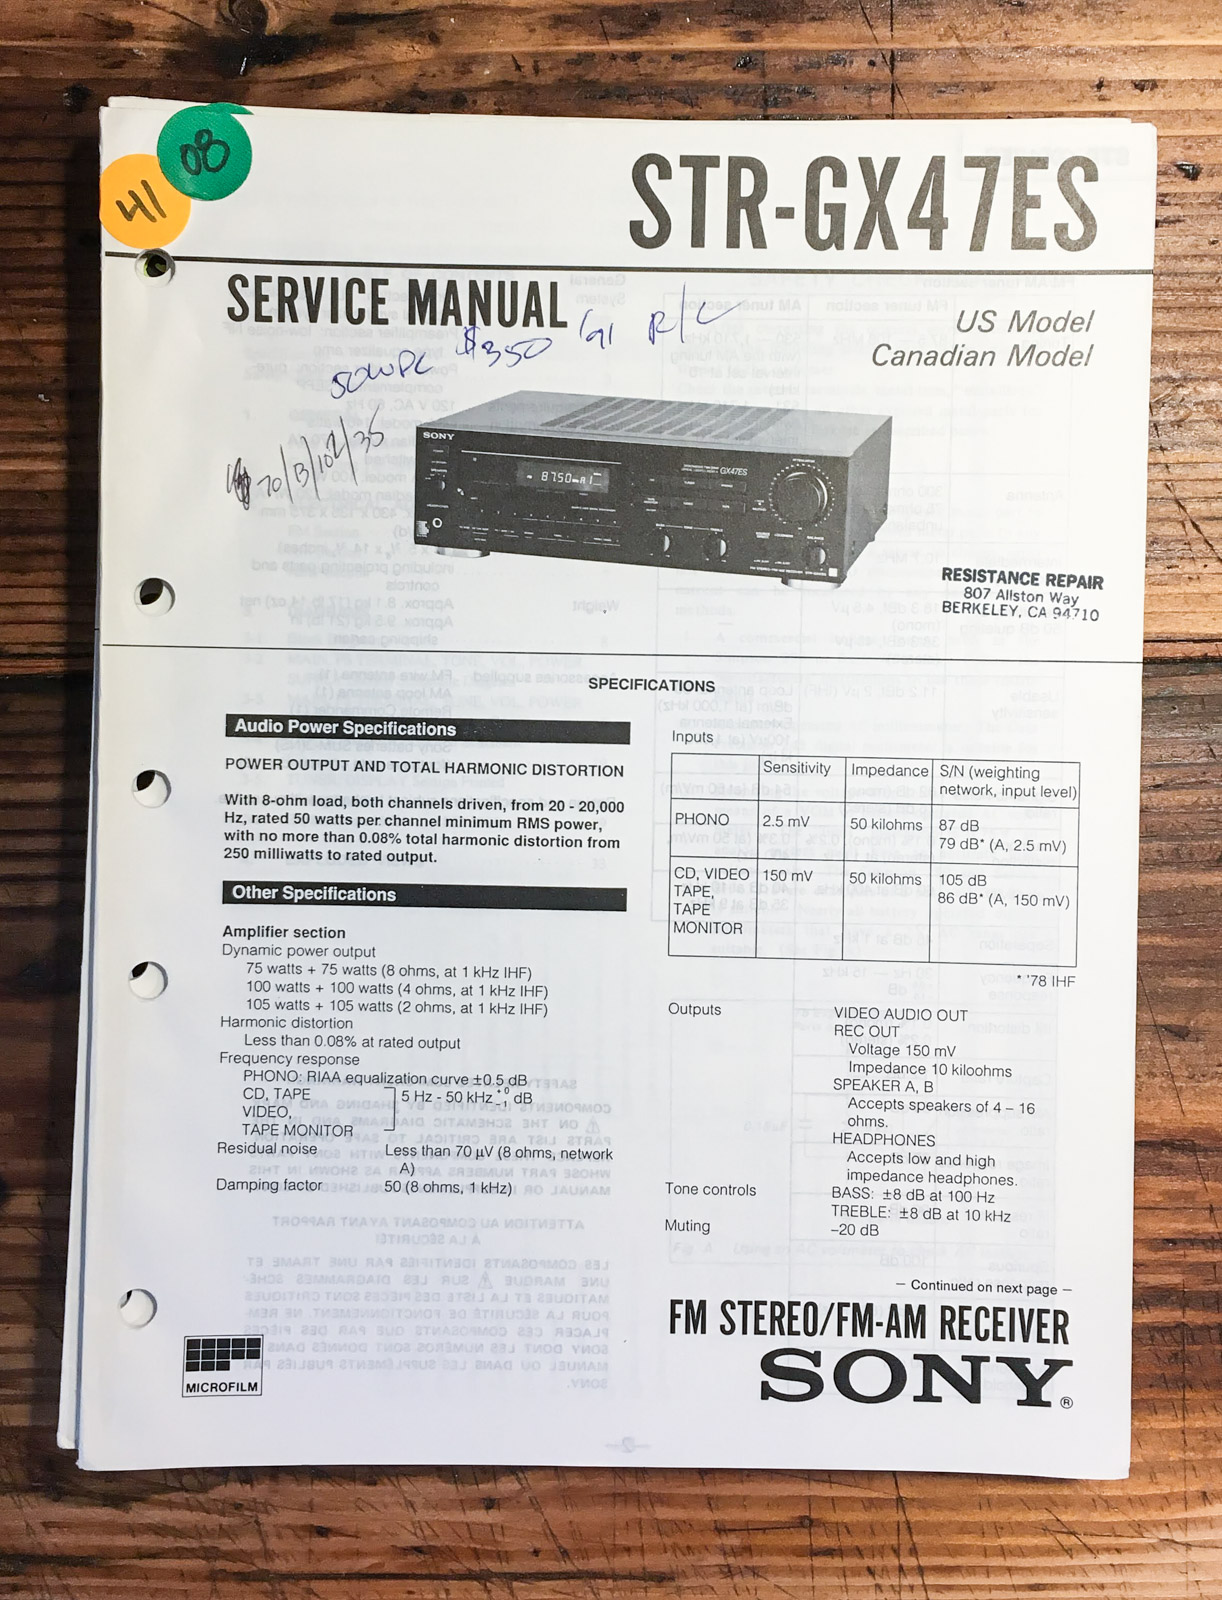 08
41
STR-GX47ES
SERVICE MANUAL
US Model
Canadian Model
50WPC $350 '91 R/C
70/B/102/35
SONY
GX47ES
RESISTANCE REPAIR
807 Allston Way
BERKELEY, CA 94710
SPECIFICATIONS
Audio Power Specifications
POWER OUTPUT AND TOTAL HARMONIC DISTORTION
With 8-ohm load, both channels driven, from 20 - 20,000
Hz, rated 50 watts per channel minimum RMS power,
with no more than 0.08% total harmonic distortion from
250 milliwatts to rated output.
Other Specifications
Amplifier section
Dynamic power output
75 watts + 75 watts (8 ohms, at 1 kHz IHF)
100 watts + 100 watts (4 ohms, at 1 kHz IHF)
105 watts + 105 watts (2 ohms, at 1 kHz IHF)
Harmonic distortion
Less than 0.08% at rated output
Frequency response
PHONO: RIAA equalization curve ±0.5 dB
CD, TAPE
VIDEO,
TAPE MONITOR
5 Hz - 50 kHz +0 -1 dB
Residual noise Less than 70 µV (8 ohms, network
A)
Damping factor 50 (8 ohms, 1 kHz)
Inputs
Sensitivity Impedance S/N (weighting
network, input level)
PHONO 2.5 mV 50 kilohms 87 dB
79 dB* (A, 2.5 mV)
CD, VIDEO 150 mV 50 kilohms 105 dB
TAPE, 86 dB* (A, 150 mV)
TAPE
MONITOR
* '78 IHF
Outputs VIDEO AUDIO OUT
REC OUT
Voltage 150 mV
Impedance 10 kiloohms
SPEAKER A, B
Accepts speakers of 4 – 16
ohms.
HEADPHONES
Accepts low and high
impedance headphones.
Tone controls BASS: ±8 dB at 100 Hz
TREBLE: ±8 dB at 10 kHz
Muting –20 dB
– Continued on next page –
FM STEREO/FM-AM RECEIVER
SONY®
MICROFILM